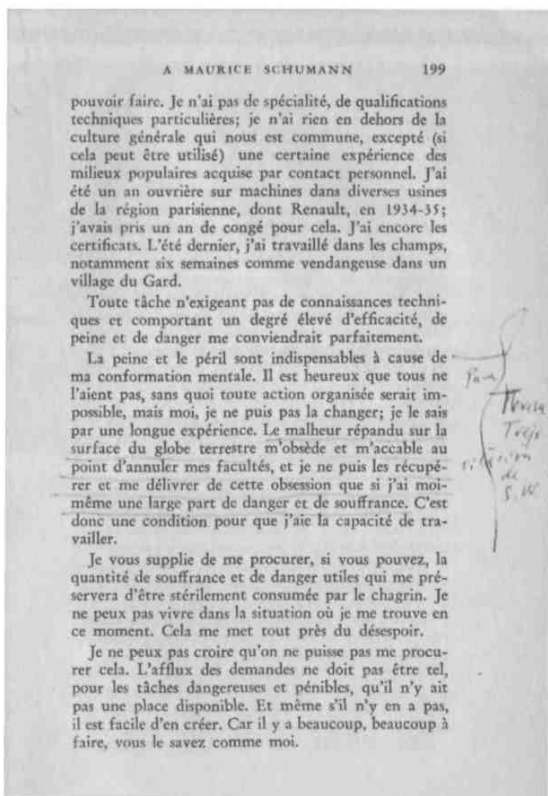 A MAURICE SCHUMANN 199
pouvoir faire. Je n'ai pas de spécialité, de qualifications
techniques particulières; je n'ai rien en dehors de la
culture générale qui nous est commune, excepté (si
cela peut être utilisé) une certaine expérience des
milieux populaires acquise par contact personnel. J'ai
été un an ouvrière sur machines dans diverses usines
de la région parisienne, dont Renault, en 1934-35;
j'avais pris un an de congé pour cela. J'ai encore les
certificats. L'été dernier, j'ai travaillé dans les champs,
notamment six semaines comme vendangeuse dans un
village du Gard.
Toute tâche n'exigeant pas de connaissances techni-
ques et comportant un degré élevé d'efficacité, de
peine et de danger me conviendrait parfaitement.
La peine et le péril sont indispensables à cause de
ma conformation mentale. Il est heureux que tous ne
l'aient pas, sans quoi toute action organisée serait im-
possible, mais moi, je ne puis pas la changer; je le sais
par une longue expérience. Le malheur répandu sur la
surface du globe terrestre m'obsède et m'accable au
point d'annuler mes facultés, et je ne puis les récupé-
rer et me délivrer de cette obsession que si j'ai moi-
même une large part de danger et de souffrance. C'est
donc une condition pour que j'aie la capacité de tra-
vailler.
Je vous supplie de me procurer, si vous pouvez, la
quantité de souffrance et de danger utiles qui me pré-
servera d'être stérilement consumée par le chagrin. Je
ne peux pas vivre dans la situation où je me trouve en
ce moment. Cela me met tout près du désespoir.
Je ne peux pas croire qu'on ne puisse pas me procu-
rer cela. L'afflux des demandes ne doit pas être tel,
pour les tâches dangereuses et pénibles, qu'il n'y ait
pas une place disponible. Et même s'il n'y en a pas,
il est facile d'en créer. Car il y a beaucoup, beaucoup à
faire, vous le savez comme moi.
de
S. W.